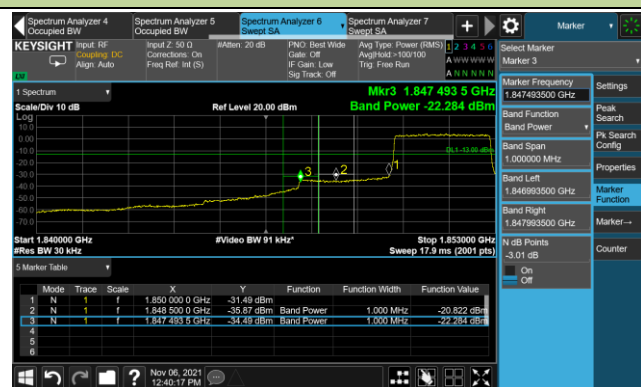 Spectrum Analyzer 4 Spectrum Analyzer 5 Spectrum Analyzer 6 Spectrum Analyzer 7 + Marker
Occupied BW Occupied BW Swept SA Swept SA
KEYSIGHT Input: RF Input Z: 50 Ω #Atten: 20 dB PNO: Best Wide Avg Type: Power (RMS) 1 2 3 4 5 6 Select Marker
Coupling: DC Corrections: On Gate: Off Avg|Hold:>100/100 A W W W W W Marker 3
Align: Auto Freq Ref: Int (S) IF Gain: Low Trig: Free Run
LW Sig Track: Off A N N N N N
1 Spectrum Mkr3 1.847 493 5 GHz Marker Frequency Settings
1.847493500 GHz
Scale/Div 10 dB Ref Level 20.00 dBm Band Power -22.284 dBm Band Function Peak Search
Log Band Power
10.0
0.00 Pk Search Config
-10.0 DL1 -13.00 dBm Band Span
-20.0 1.000000 MHz
-30.0 3 2 1 Properties
-40.0 Band Left
-50.0 1.846993500 GHz Marker Function
-60.0
-70.0 Band Right Marker→
1.847993500 GHz
Start 1.840000 GHz #Video BW 91 kHz* Stop 1.853000 GHz N dB Points Counter
#Res BW 30 kHz Sweep 17.9 ms (2001 pts) -3.01 dB
5 Marker Table On
Off
Mode Trace Scale X Y Function Function Width Function Value
1 N 1 f 1.850 000 0 GHz -31.49 dBm
2 N 1 f 1.848 500 0 GHz -35.87 dBm Band Power 1.000 MHz -20.822 dBm
3 N 1 f 1.847 493 5 GHz -34.49 dBm Band Power 1.000 MHz -22.284 dBm
4
5
6
? Nov 06, 2021
12:40:17 PM